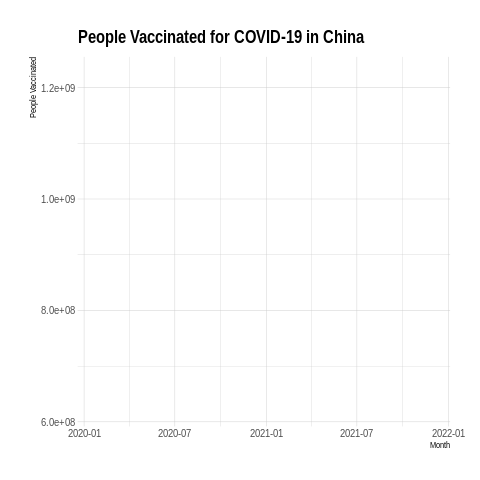 People Vaccinated for COVID-19 in China
People Vaccinated
1.2e+09
1.0e+09
8.0e+08
6.0e+08
2020-01 2020-07 2021-01 2021-07 2022-01
Month